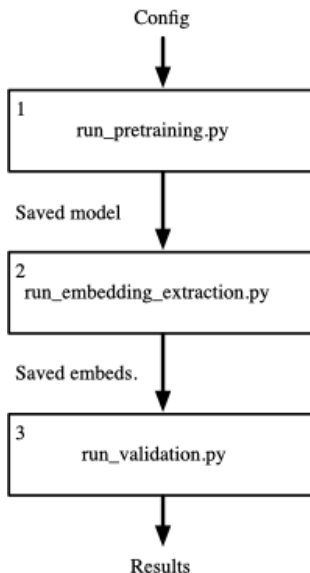 Config
1
run_pretraining.py
Saved model
2
run_embedding_extraction.py
Saved embeds.
3
run_validation.py
Results